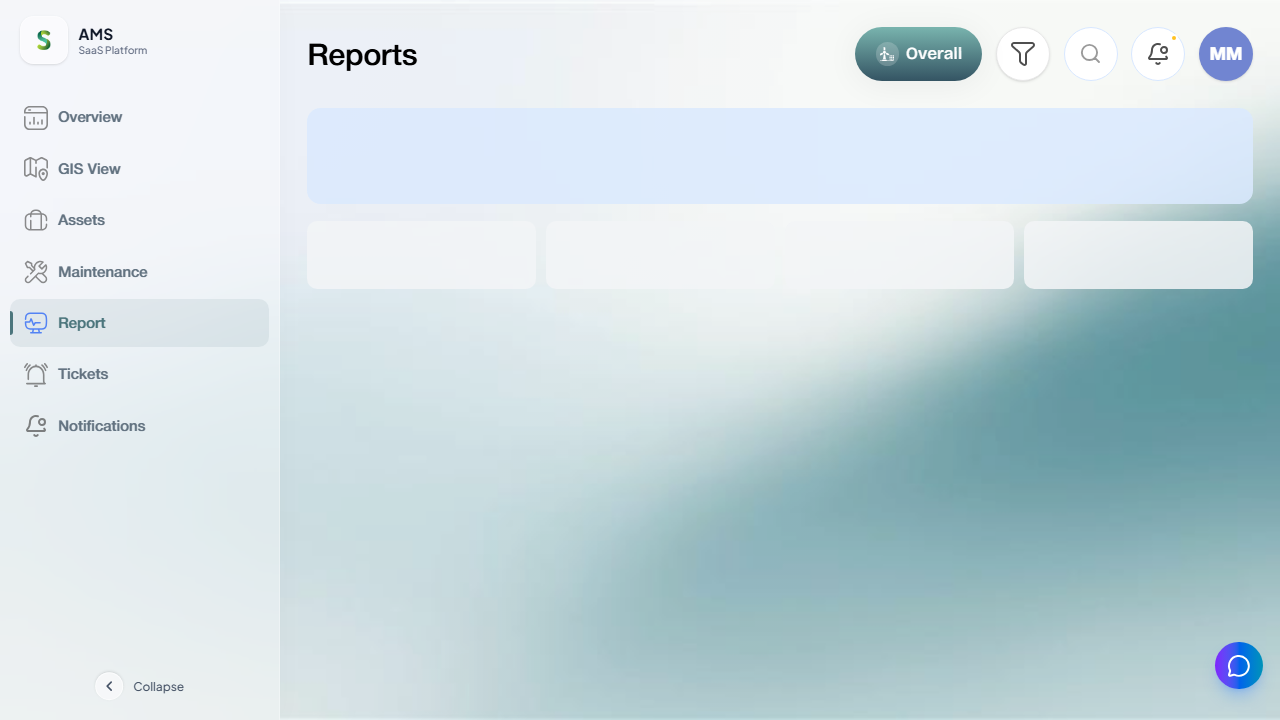 AMS
SaaS Platform
Overview
GIS View
Assets
Maintenance
Report
Tickets
Notifications
Collapse
Reports
Overall
MM